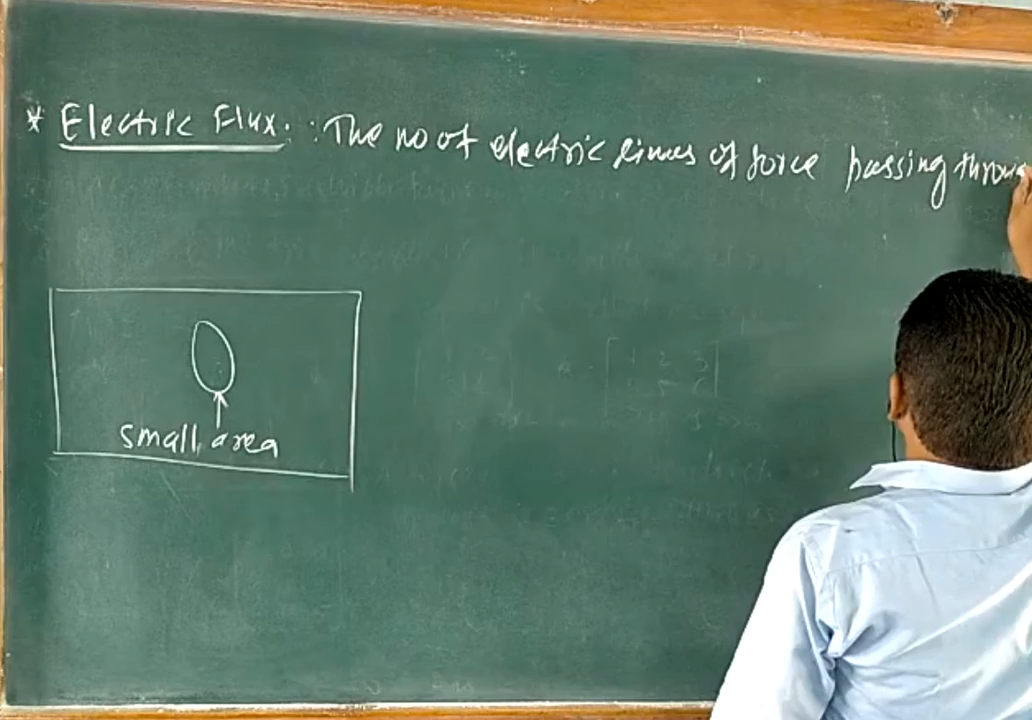 * Electric Flux. : The no of electric lines of force passing throu
small area